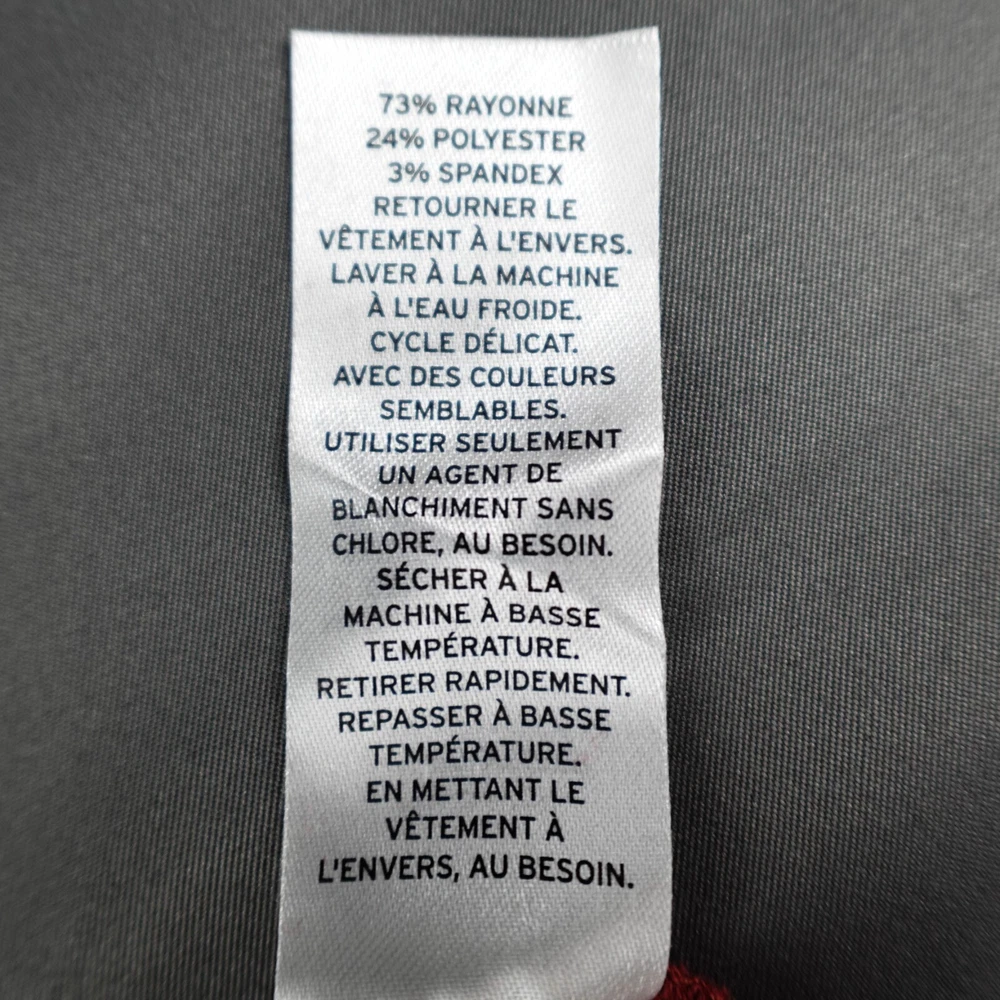 73% RAYONNE
24% POLYESTER
3% SPANDEX
RETOURNER LE
VÊTEMENT À L'ENVERS.
LAVER À LA MACHINE
À L'EAU FROIDE.
CYCLE DÉLICAT.
AVEC DES COULEURS
SEMBLABLES.
UTILISER SEULEMENT
UN AGENT DE
BLANCHIMENT SANS
CHLORE, AU BESOIN.
SÉCHER À LA
MACHINE À BASSE
TEMPÉRATURE.
RETIRER RAPIDEMENT.
REPASSER À BASSE
TEMPÉRATURE.
EN METTANT LE
VÊTEMENT À
L'ENVERS, AU BESOIN.